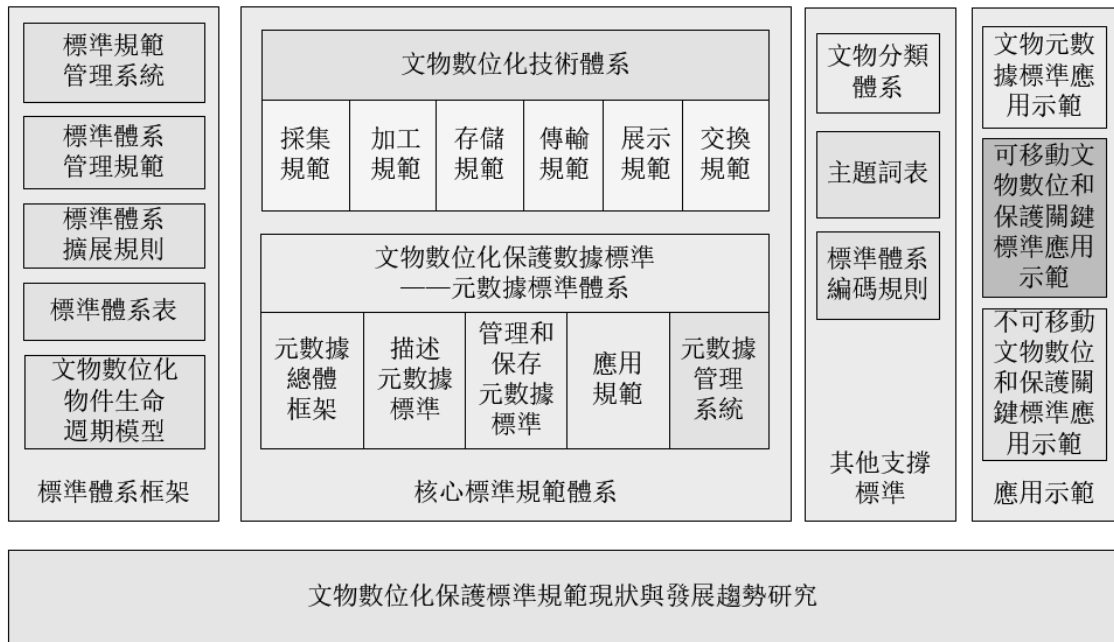 標準規範
管理系統
標準體系
管理規範
標準體系
擴展規則
標準體系表
文物數位化
物件生命
週期模型
標準體系框架
文物數位化技術體系
採集
規範
加工
規範
存儲
規範
傳輸
規範
展示
規範
交換
規範
文物數位化保護數據標準
——元數據標準體系
元數據
總體
框架
描述
元數據
標準
管理和
保存
元數據
標準
應用
規範
元數據
管理
系統
核心標準規範體系
文物分類
體系
主題詞表
標準體系
編碼規則
其他支撐
標準
文物元數
據標準應
用示範
可移動文
物數位和
保護關鍵
標準應用
示範
不可移動
文物數位
和保護關
鍵標準應
用示範
應用示範
文物數位化保護標準規範現狀與發展趨勢研究